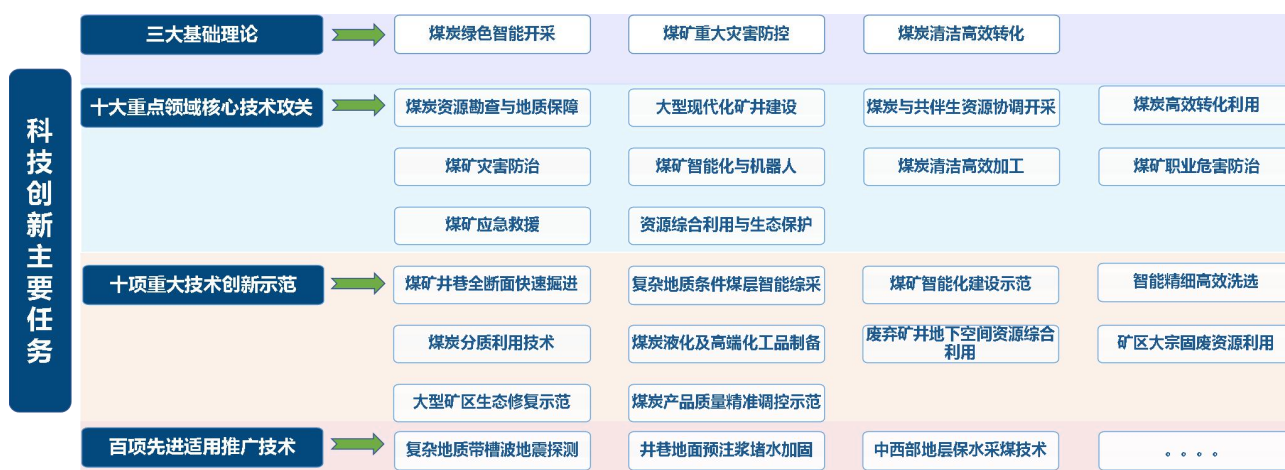 科技创新主要任务
三大基础理论
煤炭绿色智能开采
煤矿重大灾害防控
煤炭清洁高效转化
十大重点领域核心技术攻关
煤炭资源勘查与地质保障
大型现代化矿井建设
煤炭与共伴生资源协调开采
煤炭高效转化利用
煤矿灾害防治
煤矿智能化与机器人
煤炭清洁高效加工
煤矿职业危害防治
煤矿应急救援
资源综合利用与生态保护
十项重大技术创新示范
煤矿井巷全断面快速掘进
复杂地质条件煤层智能综采
煤矿智能化建设示范
智能精细高效洗选
煤炭分质利用技术
煤炭液化及高端化工品制备
废弃矿井地下空间资源综合
利用
矿区大宗固废资源利用
大型矿区生态修复示范
煤炭产品质量精准调控示范
百项先进适用推广技术
复杂地质带槽波地震探测
井巷地面预注浆堵水加固
中西部地层保水采煤技术
。。。。